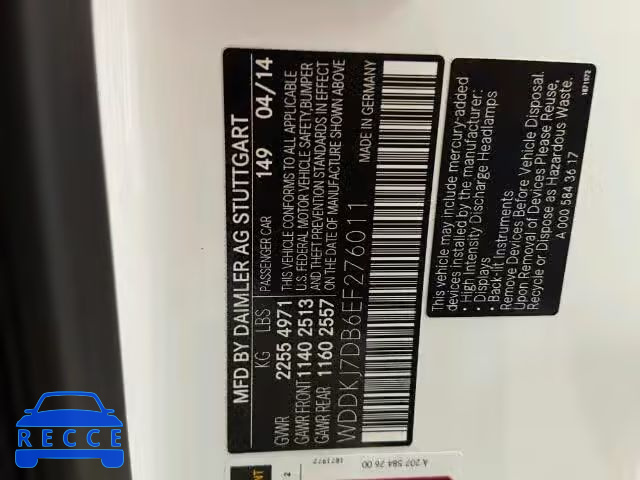 MFD BY DAIMLER AG STUTTGART
KG LBS PASSENGER CAR 149 04/14
GVWR 2255 4971
GAWR FRONT 1140 2513
GAWR REAR 1160 2557
THIS VEHICLE CONFORMS TO ALL APPLICABLE
U.S. FEDERAL MOTOR VEHICLE SAFETY, BUMPER
AND THEFT PREVENTION STANDARDS IN EFFECT
ON THE DATE OF MANUFACTURE SHOWN ABOVE
WDDKJ7DB6EF276011 MADE IN GERMANY
This vehicle may include mercury-added
devices installed by the manufacturer:
• High Intensity Discharge Headlamps
• Displays
• Back-lit Instruments
Remove Devices Before Vehicle Disposal.
Upon Removal of Devices Please Reuse,
Recycle or Dispose as Hazardous Waste.
A 000 584 36 17
1871972
A 207 584 26 00
1871972
2
RECCE